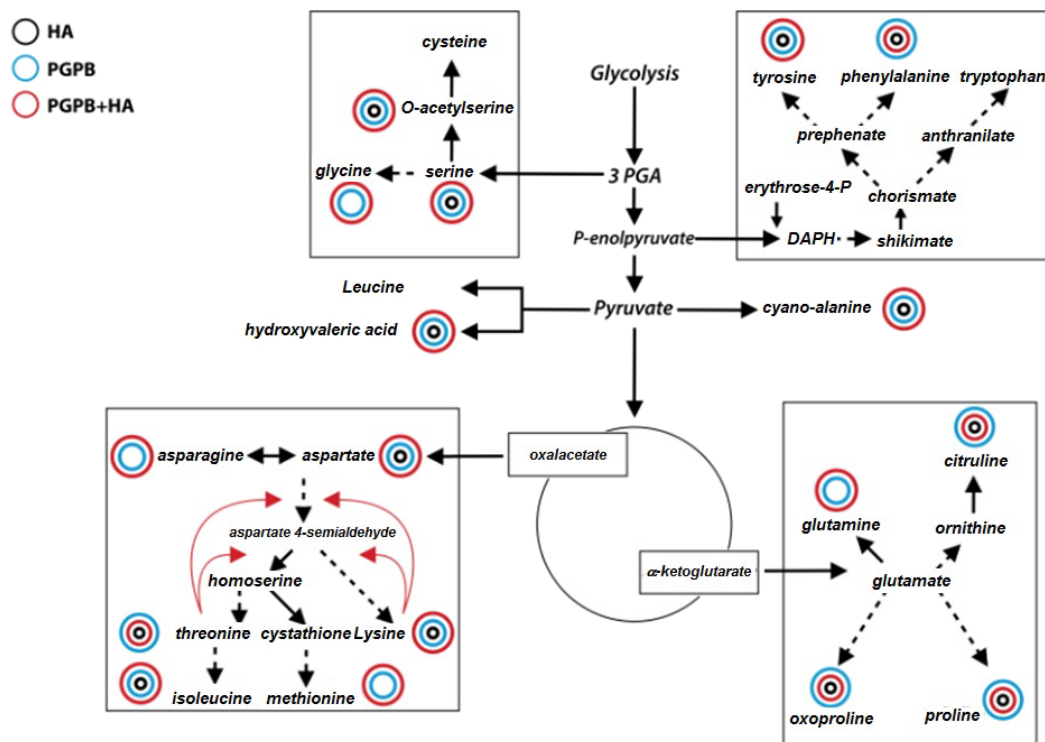 HA
PGPB
PGPB+HA
cysteine
O-acetylserine
glycine
serine
Glycolysis
3 PGA
P-enolpyruvate
Pyruvate
tyrosine
phenylalanine
tryptophan
prephenate
anthranilate
erythrose-4-P
chorismate
DAPH
shikimate
Leucine
hydroxyvaleric acid
cyano-alanine
asparagine
aspartate
oxalacetate
aspartate 4-semialdehyde
homoserine
threonine
cystathione
Lysine
isoleucine
methionine
α-ketoglutarate
citruline
glutamine
ornithine
glutamate
oxoproline
proline